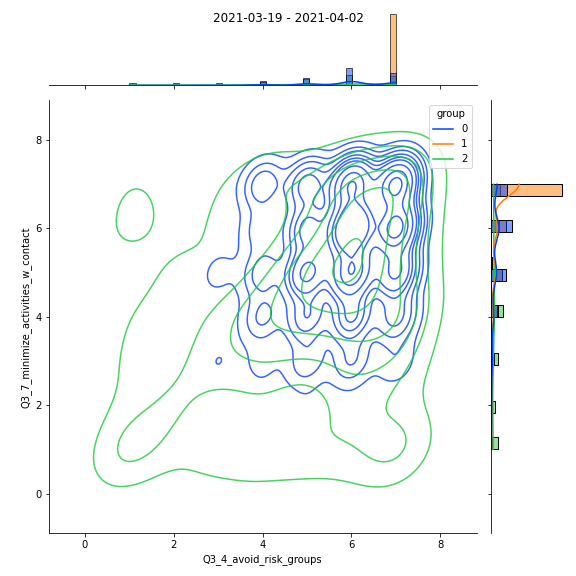 2021-03-19 - 2021-04-02
group
0
1
2
8
6
4
2
0
Q3_7_minimize_activities_w_contact
0 2 4 6 8
Q3_4_avoid_risk_groups